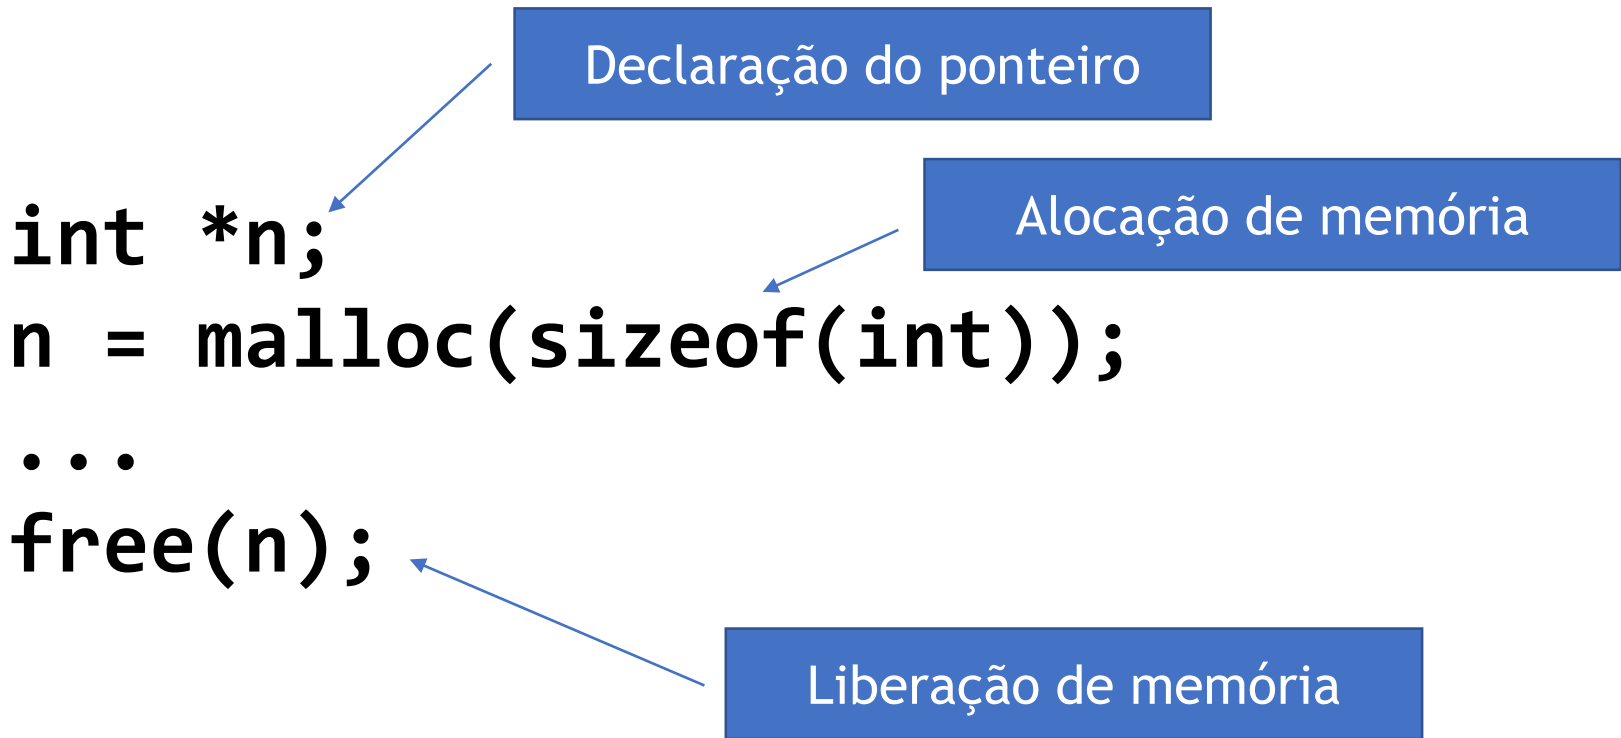 Declaração do ponteiro
Alocação de memória
int *n;
n = malloc(sizeof(int));
...
free(n);
Liberação de memória